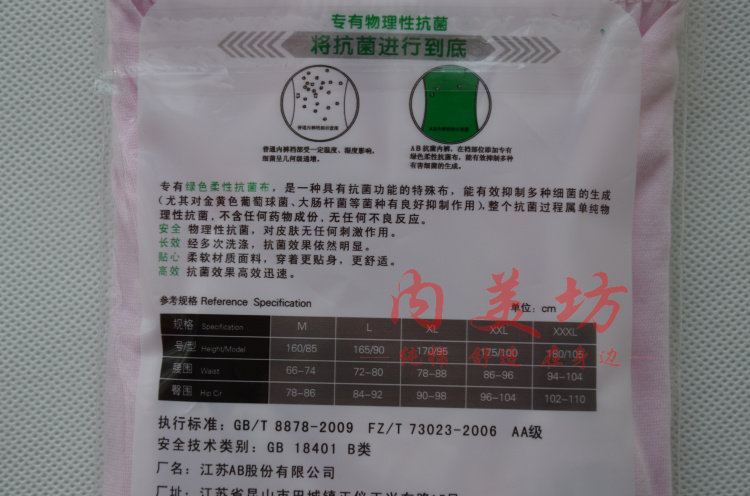 专有物理性抗菌
将抗菌进行到底
普通内裤裆部受一定温度、湿度影响,
细菌呈几何级递增。
AB抗菌内裤,在裆部位添加专有
绿色柔性抗菌布,能有效抑制多种
有害细菌的生成。
专有绿色柔性抗菌布,是一种具有抗菌功能的特殊布,能有效抑制多种细菌的生成
(尤其对金黄色葡萄球菌、大肠杆菌等菌种有良好抑制作用),整个抗菌过程属单纯物
理性抗菌,不含任何药物成份,无任何不良反应。
安全 物理性抗菌,对皮肤无任何刺激作用。
长效 经多次洗涤,抗菌效果依然明显。
贴心 柔软材质面料,穿着更贴身,更舒适。
高效 抗菌效果高效迅速。
参考规格 Reference Specification 单位:cm
规格 Specification M L XL XXL XXXL
号/型 Height/Model 160/85 165/90 170/95 175/100 180/105
腰围 Waist 66-74 72-80 78-88 86-96 94-104
臀围 Hip Cir 78-86 84-92 90-98 96-104 102-110
内美坊
执行标准:GB/T 8878-2009 FZ/T 73023-2006 AA级
安全技术类别:GB 18401 B类
厂名:江苏AB股份有限公司
厂址:江苏省昆山市巴城镇正仪